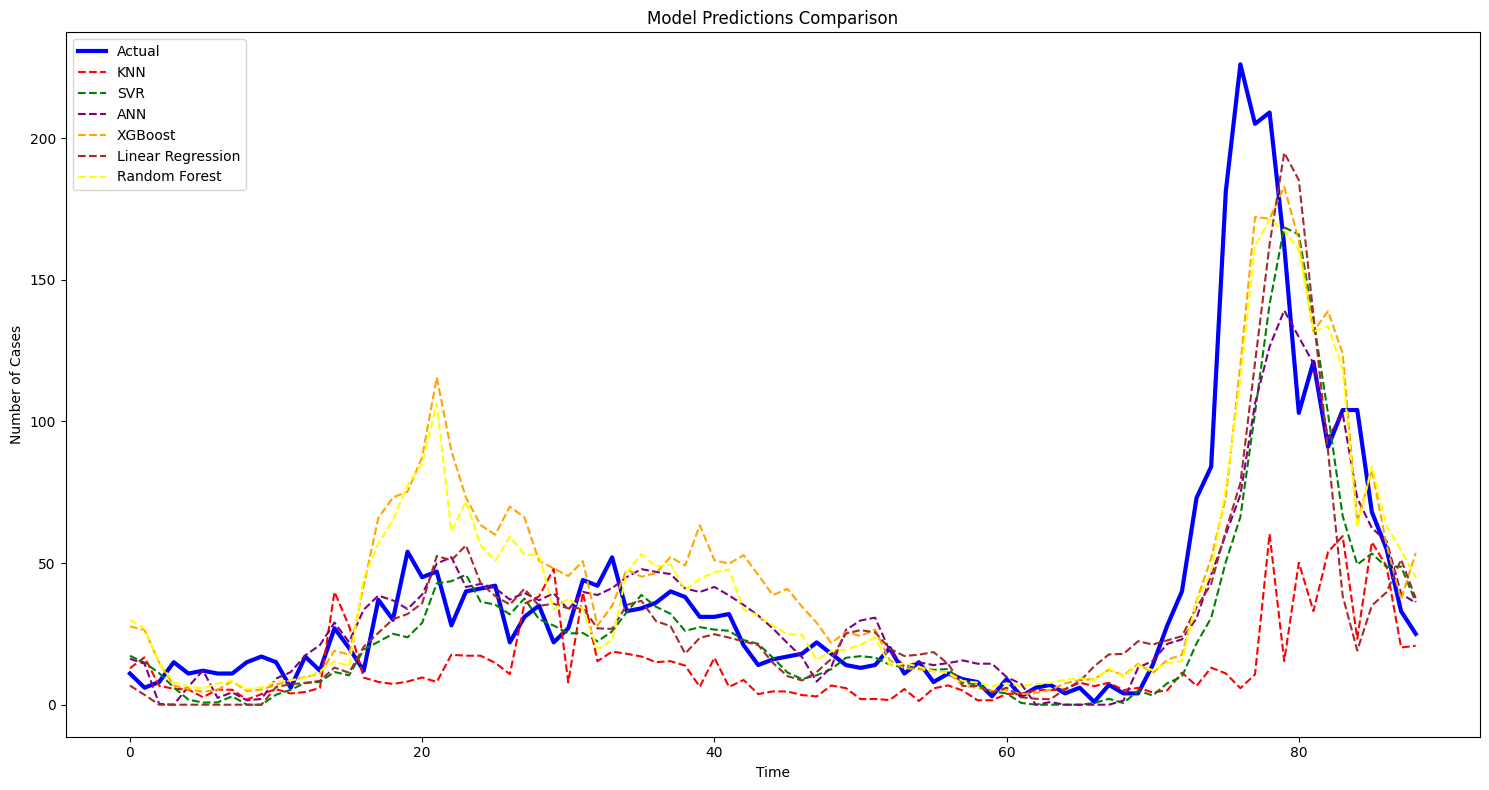 Model Predictions Comparison
Actual
KNN
SVR
ANN
XGBoost
Linear Regression
Random Forest
Number of Cases
200
150
100
50
0
0
20
40
60
80
Time